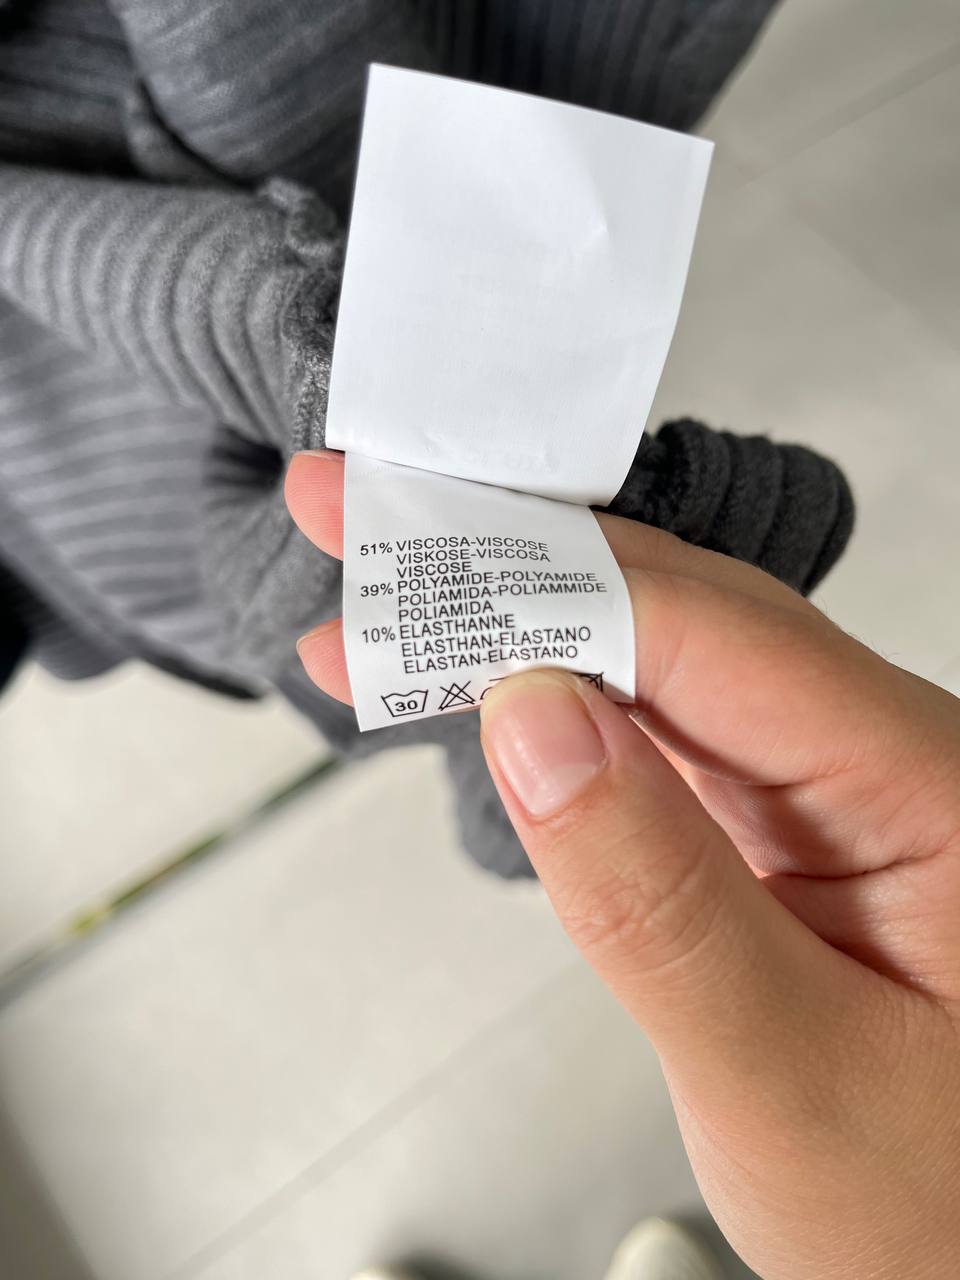 51% VISCOSA-VISCOSE
VISKOSE-VISCOSA
VISCOSE
39% POLYAMIDE-POLYAMIDE
POLIAMIDA-POLIAMMIDE
POLIAMIDA
10% ELASTHANNE
ELASTHAN-ELASTANO
ELASTAN-ELASTANO
30